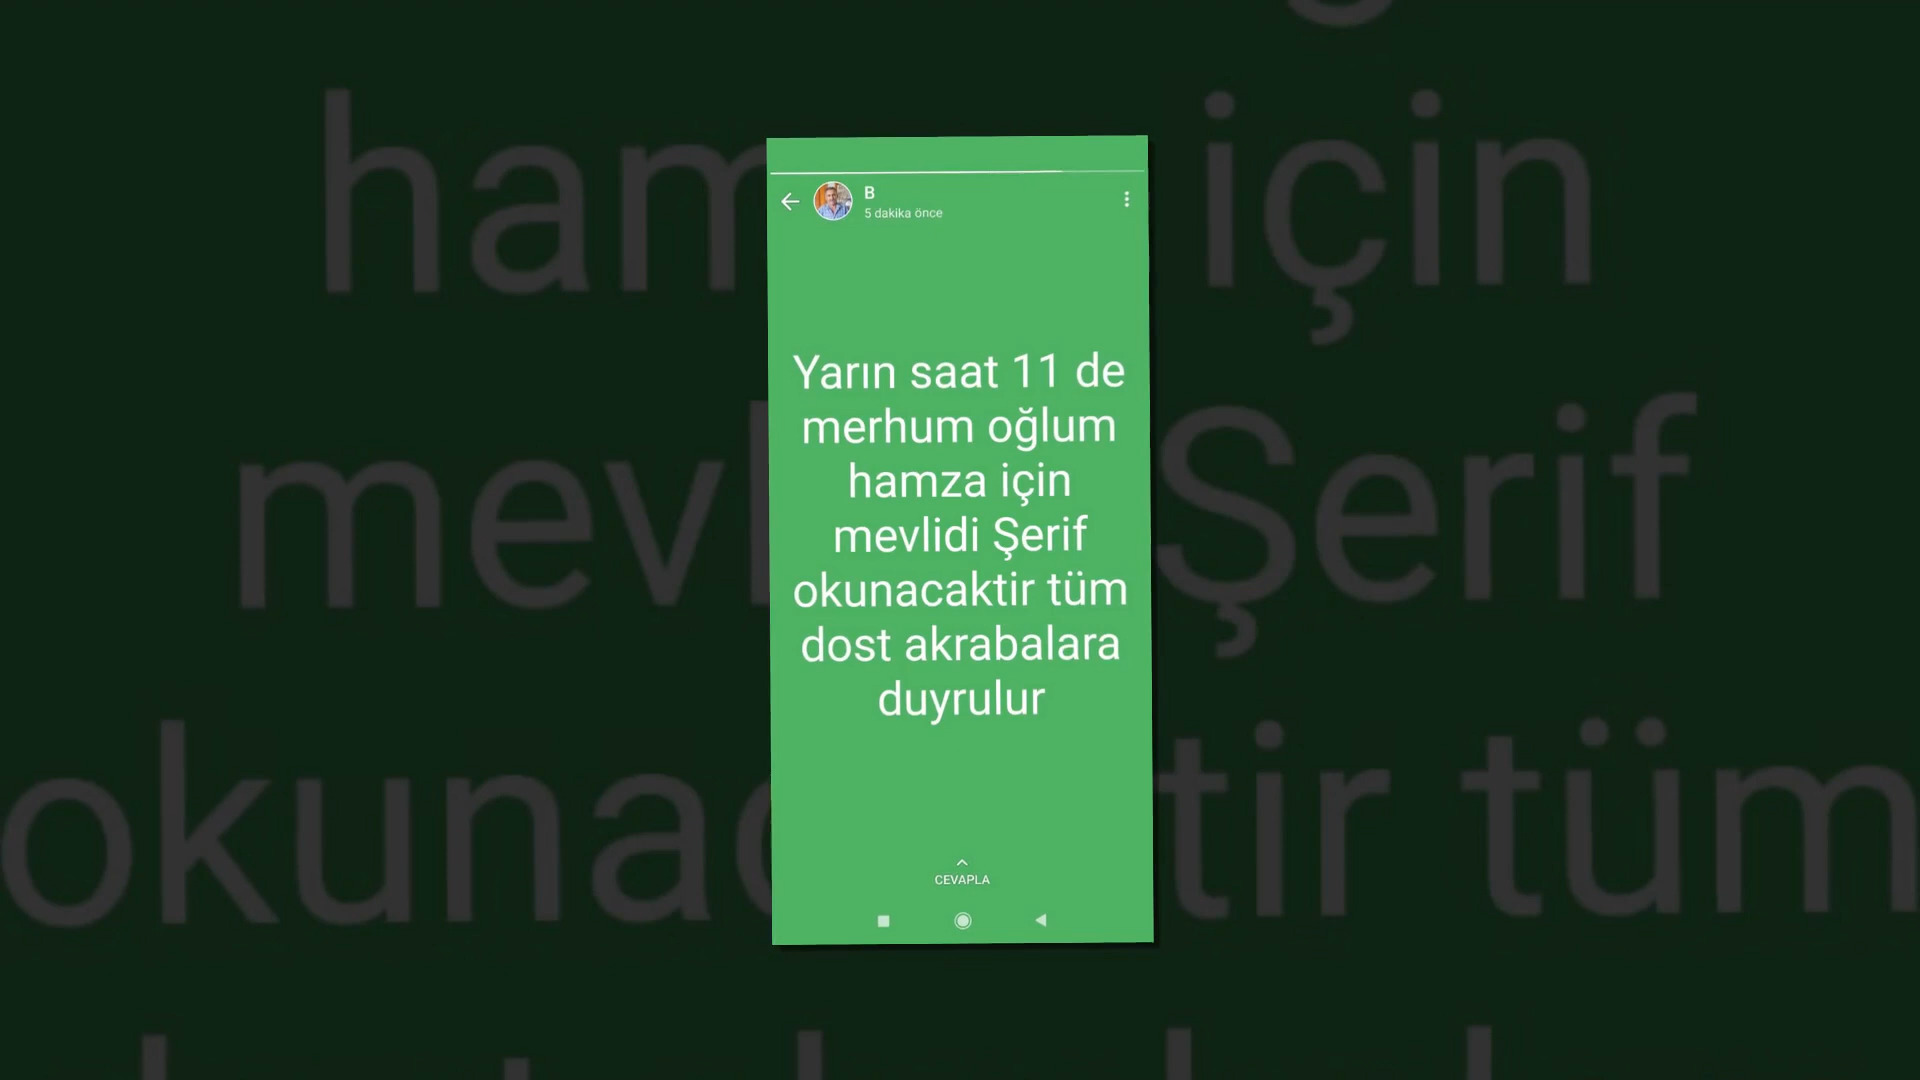 B
5 dakika önce
Yarın saat 11 de
merhum oğlum
hamza için
mevlidi Şerif
okunacaktir tüm
dost akrabalara
duyrulur
CEVAPLA